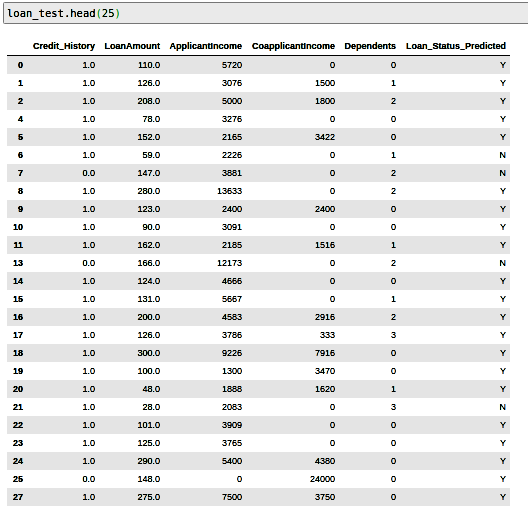 loan_test.head(25)
Credit_History LoanAmount ApplicantIncome CoapplicantIncome Dependents Loan_Status_Predicted
0 1.0 110.0 5720 0 0 Y
1 1.0 126.0 3076 1500 1 Y
2 1.0 208.0 5000 1800 2 Y
4 1.0 78.0 3276 0 0 Y
5 1.0 152.0 2165 3422 0 Y
6 1.0 59.0 2226 0 1 N
7 0.0 147.0 3881 0 2 N
8 1.0 280.0 13633 0 2 Y
9 1.0 123.0 2400 2400 0 Y
10 1.0 90.0 3091 0 0 Y
11 1.0 162.0 2185 1516 1 Y
13 0.0 166.0 12173 0 2 N
14 1.0 124.0 4666 0 0 Y
15 1.0 131.0 5667 0 1 Y
16 1.0 200.0 4583 2916 2 Y
17 1.0 126.0 3786 333 3 Y
18 1.0 300.0 9226 7916 0 Y
19 1.0 100.0 1300 3470 0 Y
20 1.0 48.0 1888 1620 1 Y
21 1.0 28.0 2083 0 3 N
22 1.0 101.0 3909 0 0 Y
23 1.0 125.0 3765 0 0 Y
24 1.0 290.0 5400 4380 0 Y
25 0.0 148.0 0 24000 0 Y
27 1.0 275.0 7500 3750 0 Y